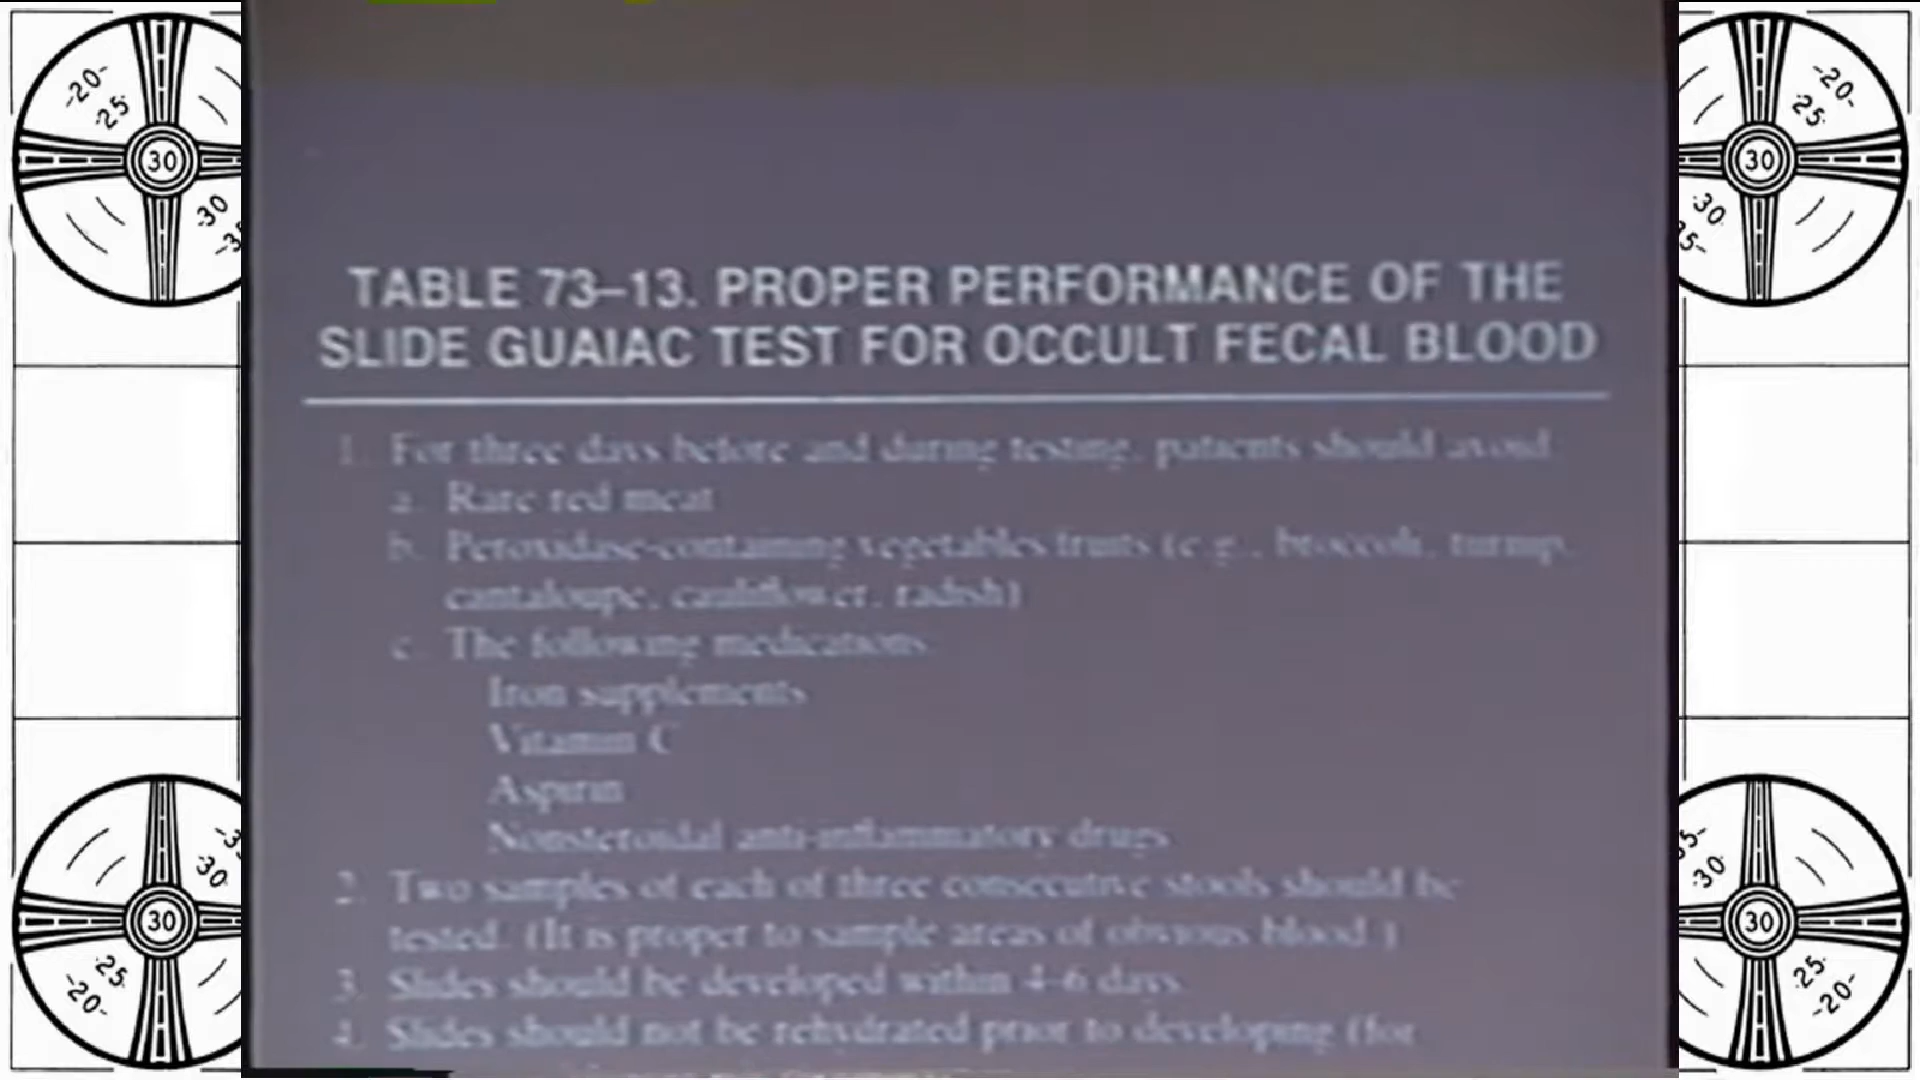 -20-
25
30
30
-3
-20-
25
30
30
5-
TABLE 73–13. PROPER PERFORMANCE OF THE
SLIDE GUAIAC TEST FOR OCCULT FECAL BLOOD
1. For three days before and during testing, patients should avoid
a. Rare red meat
b. Peroxidase-containing vegetables fruits (e.g., broccoli, turnip,
cantaloupe, cauliflower, radish)
c. The following medications
Iron supplements
Vitamin C
Aspirin
Nonsteroidal anti-inflammatory drugs
2. Two samples of each of three consecutive stools should be
tested. (It is proper to sample areas of obvious blood.)
3. Slides should be developed within 4–6 days
4. Slides should not be rehydrated prior to developing (for
-3
30
30
25
-20-
5-
30
30
25
-20-